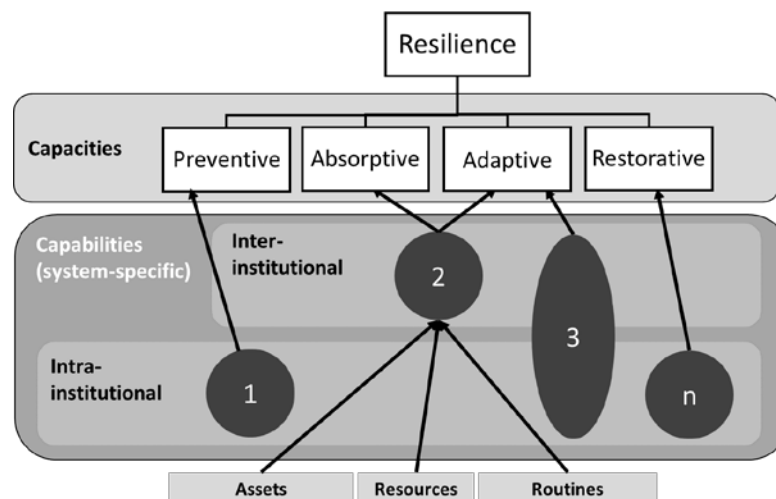 Resilience
Capacities
Preventive
Absorptive
Adaptive
Restorative
Capabilities
(system-specific)
Inter-
institutional
2
3
Intra-
institutional
1
n
Assets
Resources
Routines